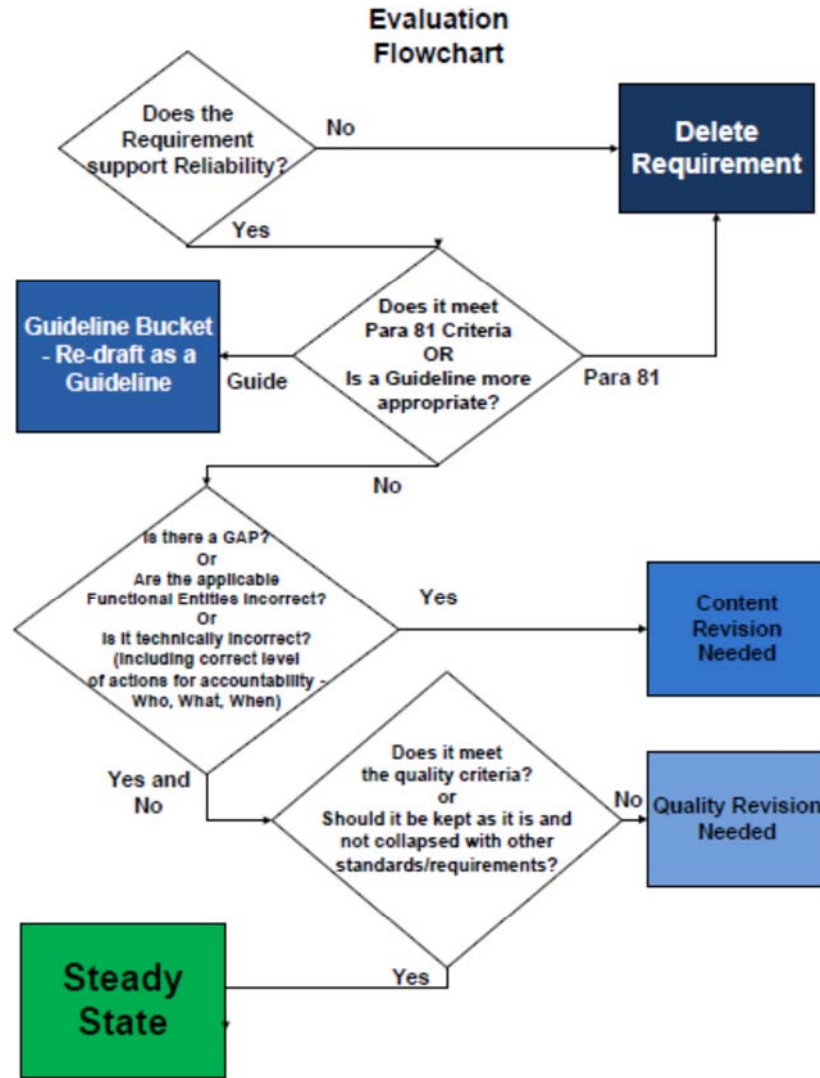 Evaluation
Flowchart
Does the
Requirement
support Reliability?
No
Delete
Requirement
Yes
Guideline Bucket
- Re-draft as a
Guideline
Guide
Does it meet
Para 81 Criteria
OR
Is a Guideline more
appropriate?
Para 81
No
Is there a GAP?
Or
Are the applicable
Functional Entities Incorrect?
Or
Is it technically incorrect?
(including correct level
of actions for accountability -
Who, What, When)
Yes
Content
Revision
Needed
Yes and
No
Does it meet
the quality criteria?
or
Should it be kept as it is and
not collapsed with other
standards/requirements?
No
Quality Revision
Needed
Yes
Steady
State